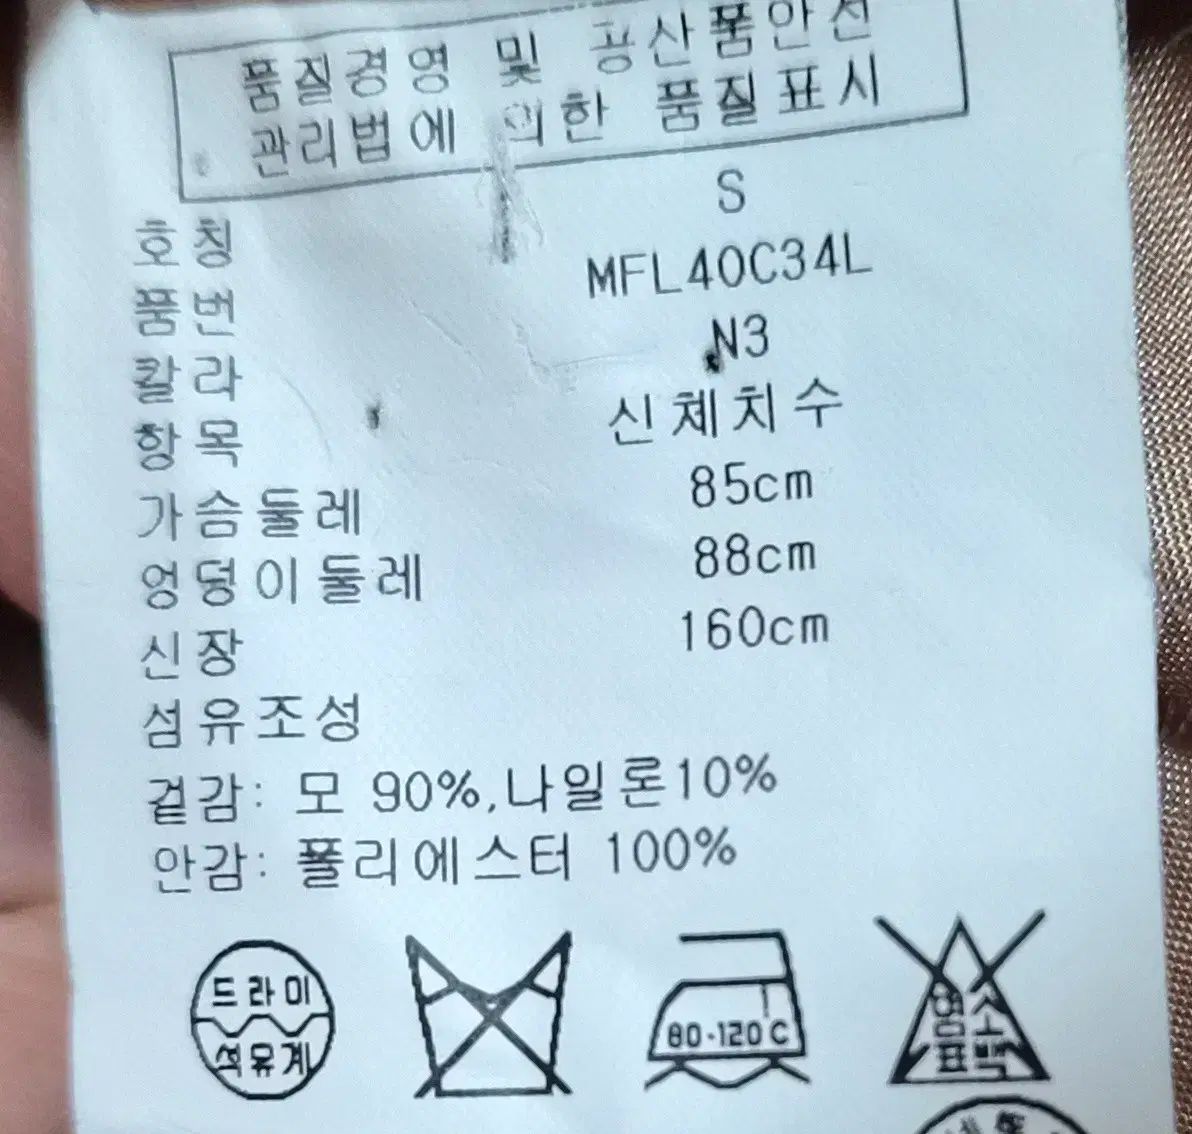 품질경영 및 공산품안전
관리법에 의한 품질표시
호칭 S
품번 MFL40C34L
칼라 N3
항목 신체치수
가슴둘레 85cm
엉덩이둘레 88cm
신장 160cm
섬유조성
겉감: 모 90%,나일론10%
안감: 폴리에스터 100%
드라이
석유계
80-120℃
염소
표백